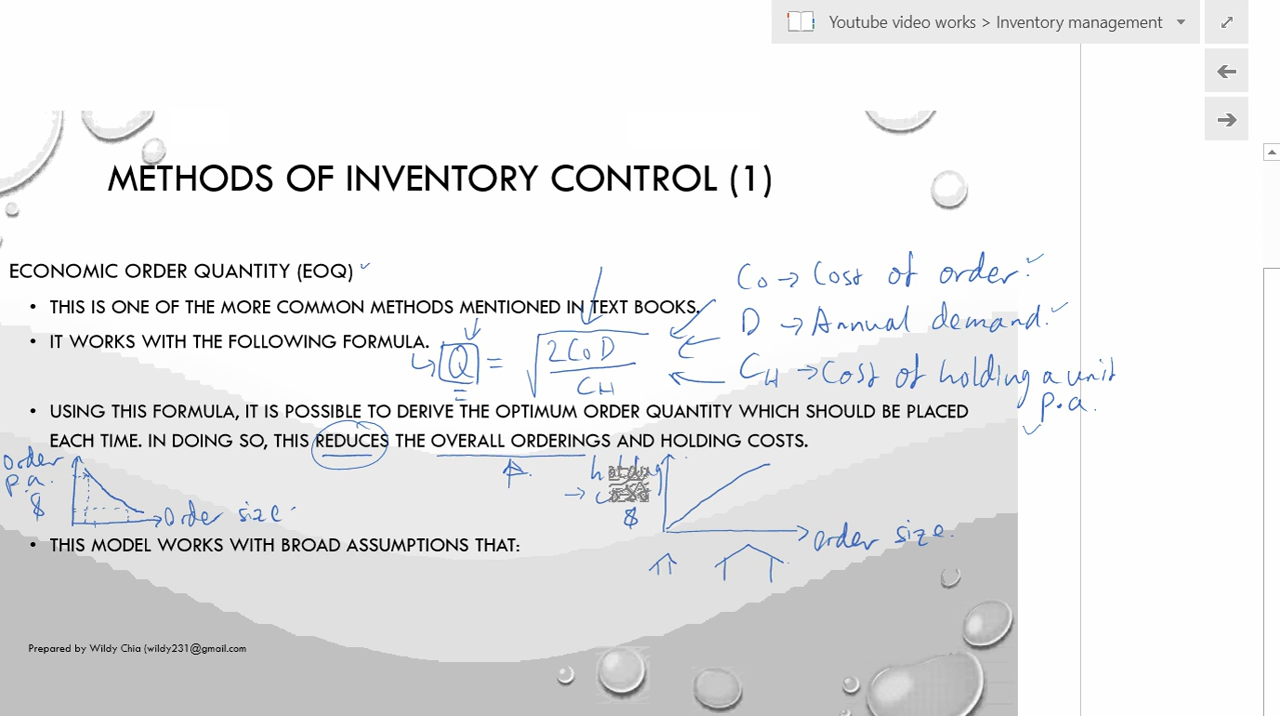 Youtube video works > Inventory management
METHODS OF INVENTORY CONTROL (1)
ECONOMIC ORDER QUANTITY (EOQ)
• THIS IS ONE OF THE MORE COMMON METHODS MENTIONED IN TEXT BOOKS.
• IT WORKS WITH THE FOLLOWING FORMULA.
Q = √ 2CoD
CH
Co → Cost of order.
D → Annual demand.
CH → Cost of holding a unit
p.a.
• USING THIS FORMULA, IT IS POSSIBLE TO DERIVE THE OPTIMUM ORDER QUANTITY WHICH SHOULD BE PLACED
EACH TIME. IN DOING SO, THIS REDUCES THE OVERALL ORDERINGS AND HOLDING COSTS.
Order
p.a.
$
Order size.
$
order size.
• THIS MODEL WORKS WITH BROAD ASSUMPTIONS THAT:
Prepared by Wildy Chia (wildy231@gmail.com